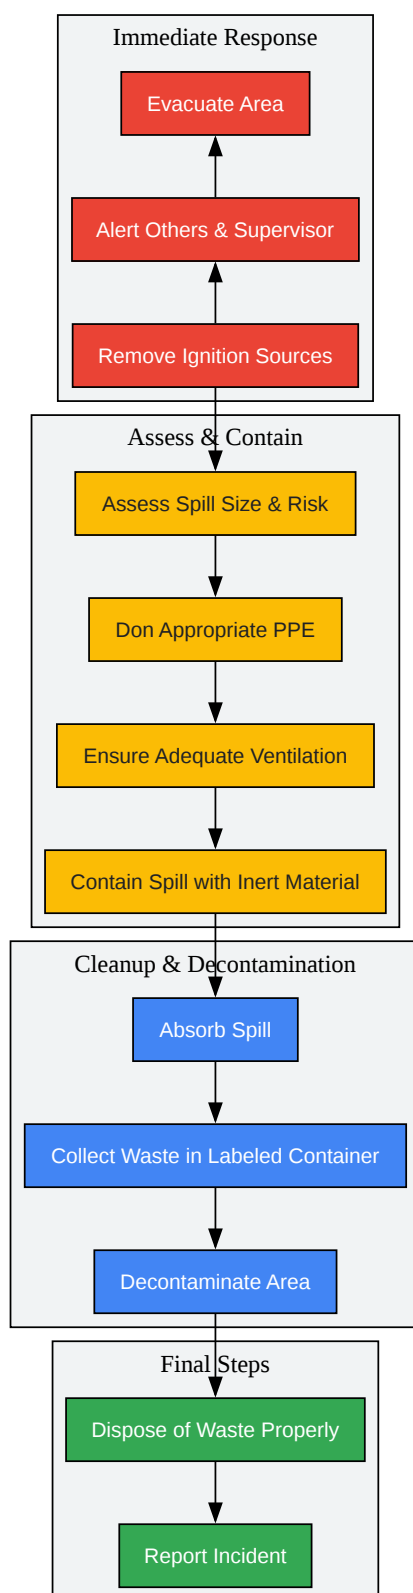 Immediate Response
Evacuate Area
Alert Others & Supervisor
Remove Ignition Sources
Assess & Contain
Assess Spill Size & Risk
Don Appropriate PPE
Ensure Adequate Ventilation
Contain Spill with Inert Material
Cleanup & Decontamination
Absorb Spill
Collect Waste in Labeled Container
Decontaminate Area
Final Steps
Dispose of Waste Properly
Report Incident